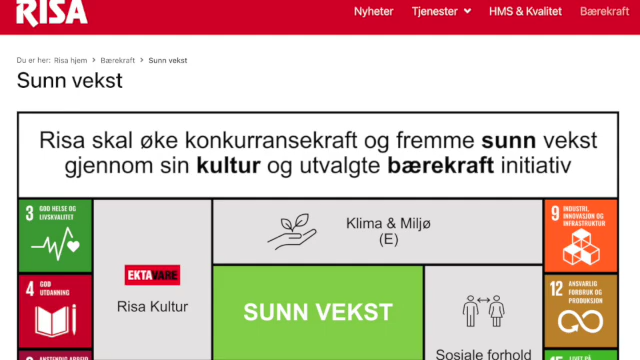 RISA
Nyheter Tjenester HMS & Kvalitet Bærekraft
Du er her: Risa hjem > Bærekraft > Sunn vekst
Sunn vekst
Risa skal øke konkurransekraft og fremme sunn vekst
gjennom sin kultur og utvalgte bærekraft initiativ
3 GOD HELSE OG
LIVSKVALITET
Klima & Miljø
(E)
9 INDUSTRI,
INNOVASJON OG
INFRASTRUKTUR
EKTAVARE
Risa Kultur
4 GOD
UTDANNING
SUNN VEKST
12 ANSVARLIG
FORBRUK OG
PRODUKSJON
Sosiale forhold